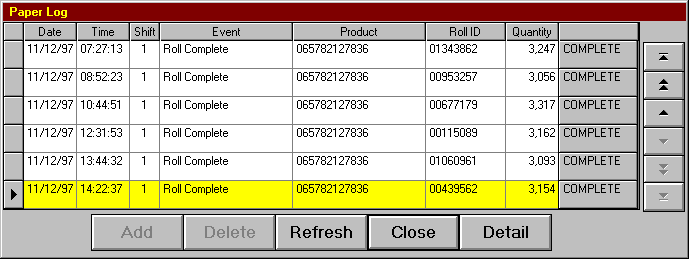 Paper Log
Date Time Shift Event Product Roll ID Quantity
11/12/97 07:27:13 1 Roll Complete 065782127836 01343862 3,247 COMPLETE
11/12/97 08:52:23 1 Roll Complete 065782127836 00953257 3,056 COMPLETE
11/12/97 10:44:51 1 Roll Complete 065782127836 00677179 3,317 COMPLETE
11/12/97 12:31:53 1 Roll Complete 065782127836 00115089 3,162 COMPLETE
11/12/97 13:44:32 1 Roll Complete 065782127836 01060961 3,093 COMPLETE
11/12/97 14:22:37 1 Roll Complete 065782127836 00439562 3,154 COMPLETE
Add Delete Refresh Close Detail